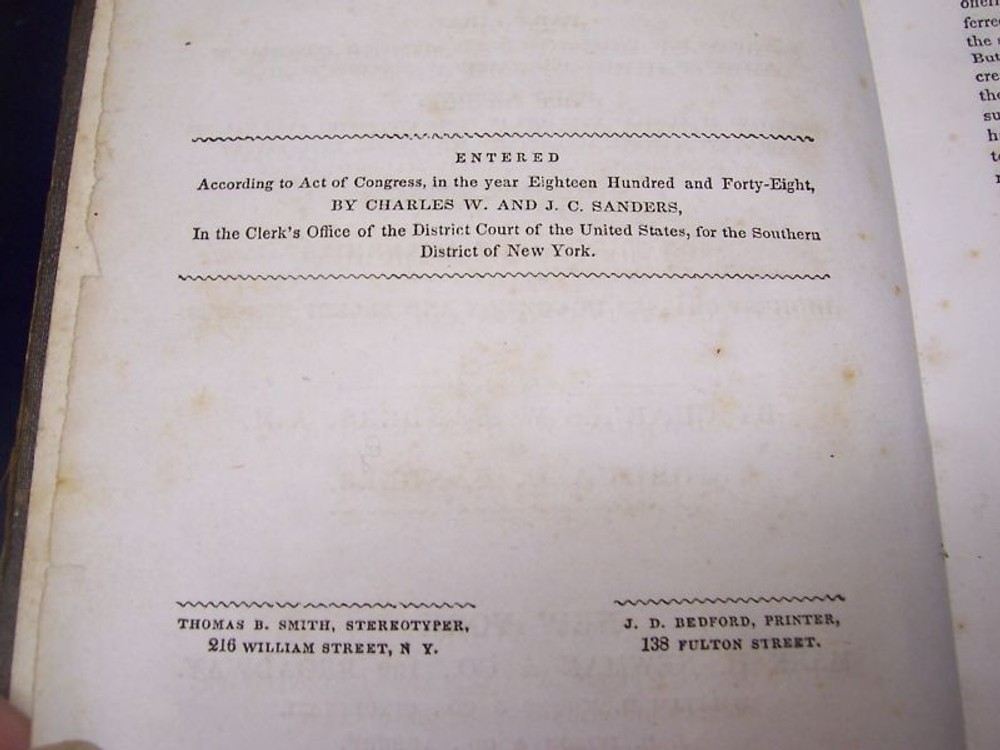 ENTERED
According to Act of Congress, in the year Eighteen Hundred and Forty-Eight,
BY CHARLES W. AND J. C. SANDERS,
In the Clerk's Office of the District Court of the United States, for the Southern
District of New York.
THOMAS B. SMITH, STEREOTYPER,
216 WILLIAM STREET, N Y.
J. D. BEDFORD, PRINTER,
138 FULTON STREET.
the
But